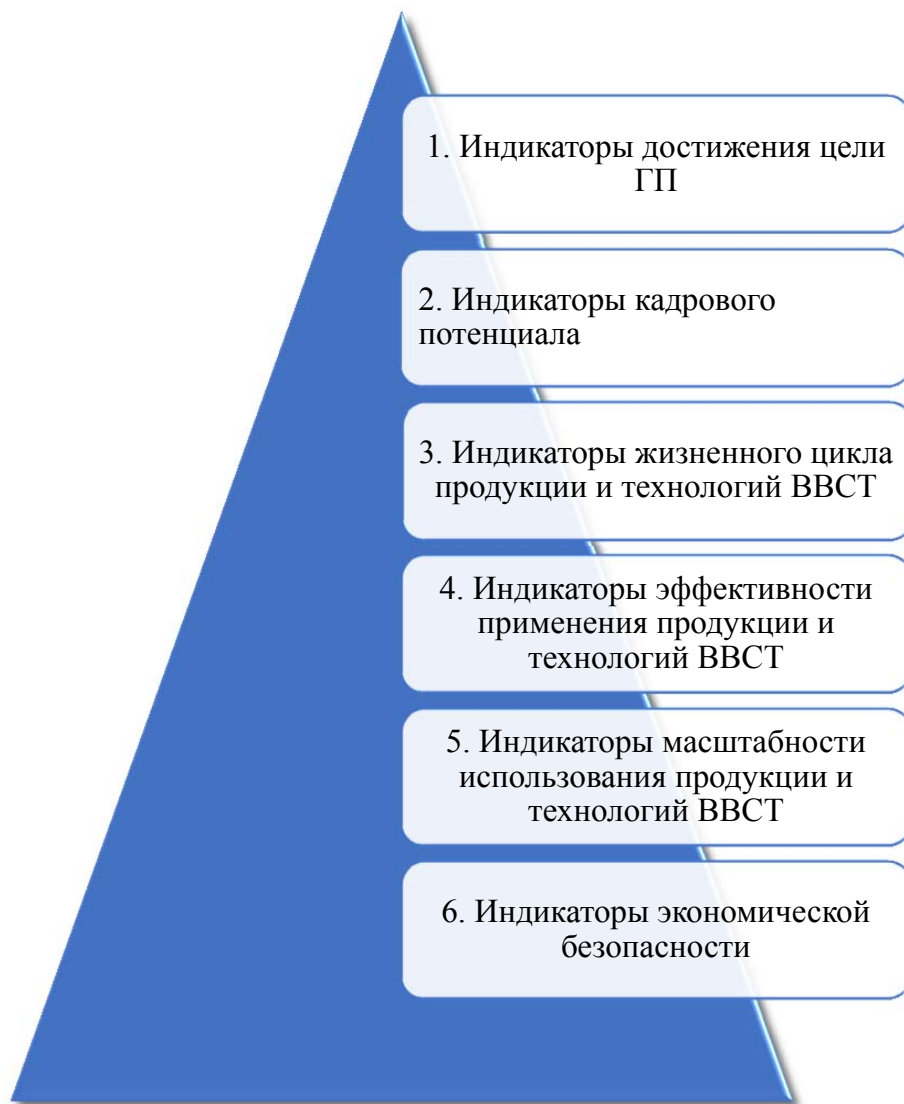 1. Индикаторы достижения цели
ГП
2. Индикаторы кадрового
потенциала
3. Индикаторы жизненного цикла
продукции и технологий ВВСТ
4. Индикаторы эффективности
применения продукции и
технологий ВВСТ
5. Индикаторы масштабности
использования продукции и
технологий ВВСТ
6. Индикаторы экономической
безопасности